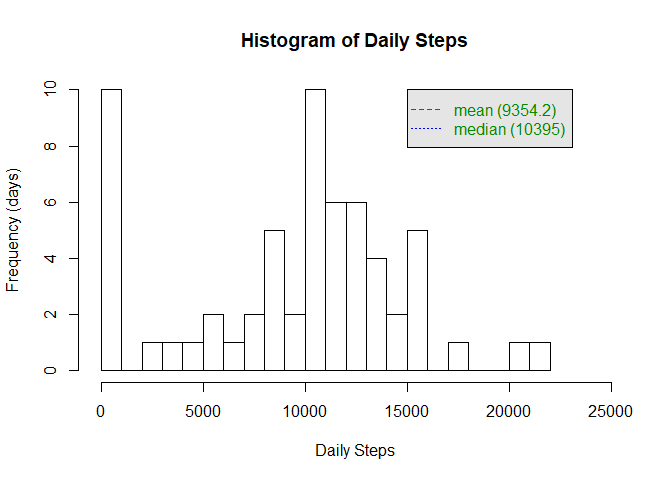 Histogram of Daily Steps
mean (9354.2)
median (10395)
Frequency (days)
10
8
6
4
2
0
0 5000 10000 15000 20000 25000
Daily Steps